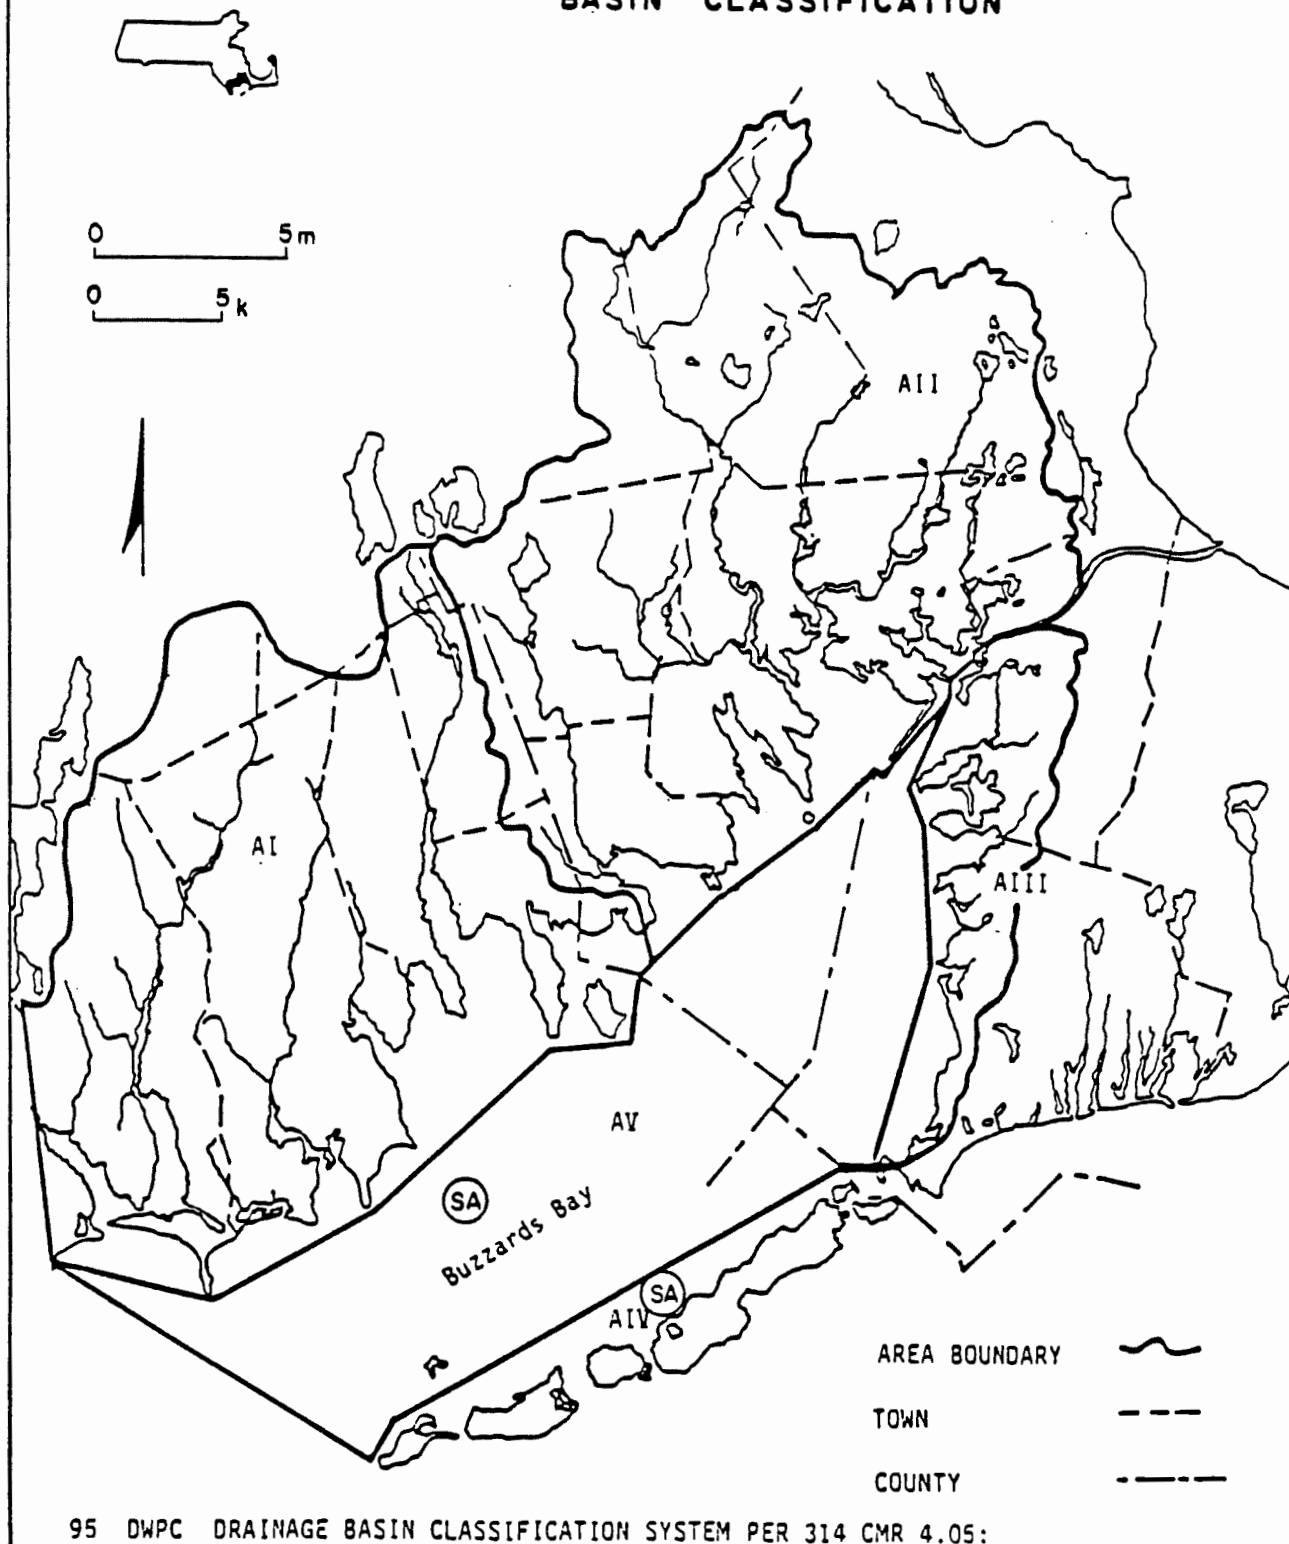 BASIN CLASSIFICATION
0 5m
0 5k
AII
AI
AIII
AV
SA
Buzzards Bay
SA
AIV
AREA BOUNDARY
TOWN
COUNTY
95 DWPC DRAINAGE BASIN CLASSIFICATION SYSTEM PER 314 CMR 4.05: